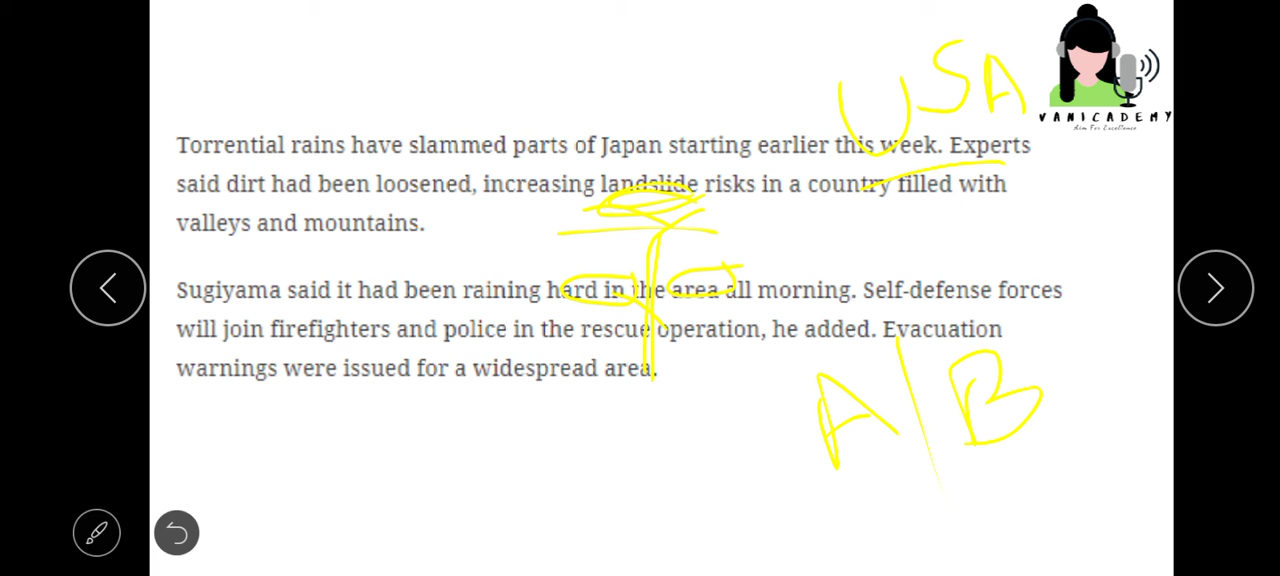 USA
VANICADEMY
Aim For Excellence
Torrential rains have slammed parts of Japan starting earlier this week. Experts
said dirt had been loosened, increasing landslide risks in a country filled with
valleys and mountains.
Sugiyama said it had been raining hard in the area all morning. Self-defense forces
will join firefighters and police in the rescue operation, he added. Evacuation
warnings were issued for a widespread area.
A/B